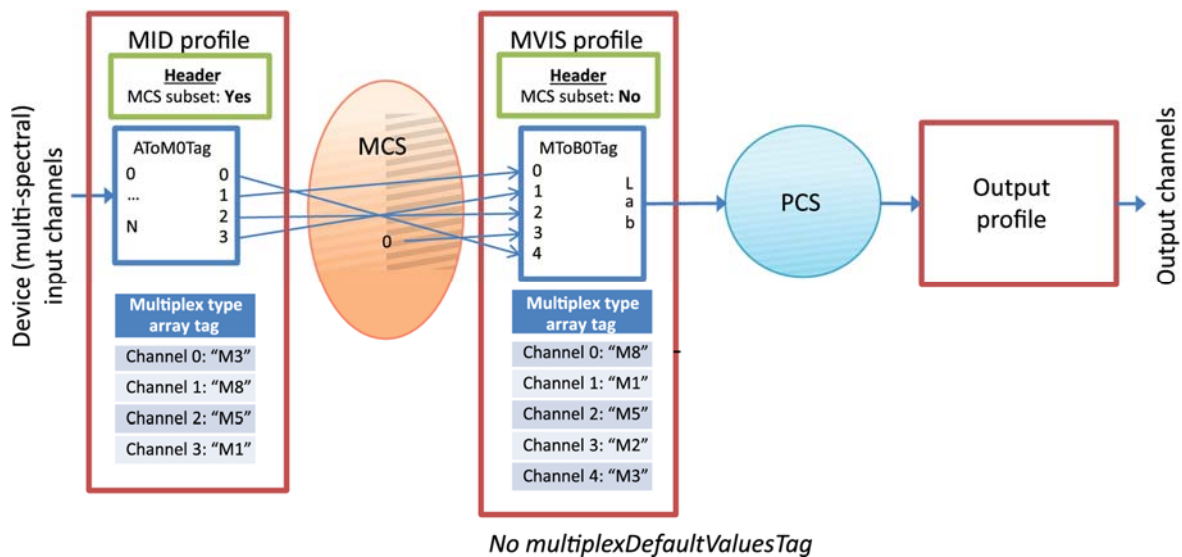 Device (multi-spectral)
input channels
MID profile
Header
MCS subset: Yes
AToM0Tag
0
...
N
0
1
2
3
Multiplex type
array tag
Channel 0: “M3”
Channel 1: “M8”
Channel 2: “M5”
Channel 3: “M1”
MCS
0
MVIS profile
Header
MCS subset: No
MToB0Tag
0
1
2
3
4
L
a
b
Multiplex type
array tag
Channel 0: “M8”
Channel 1: “M1”
Channel 2: “M5”
Channel 3: “M2”
Channel 4: “M3”
-
PCS
Output
profile
Output channels
No multiplexDefaultValuesTag